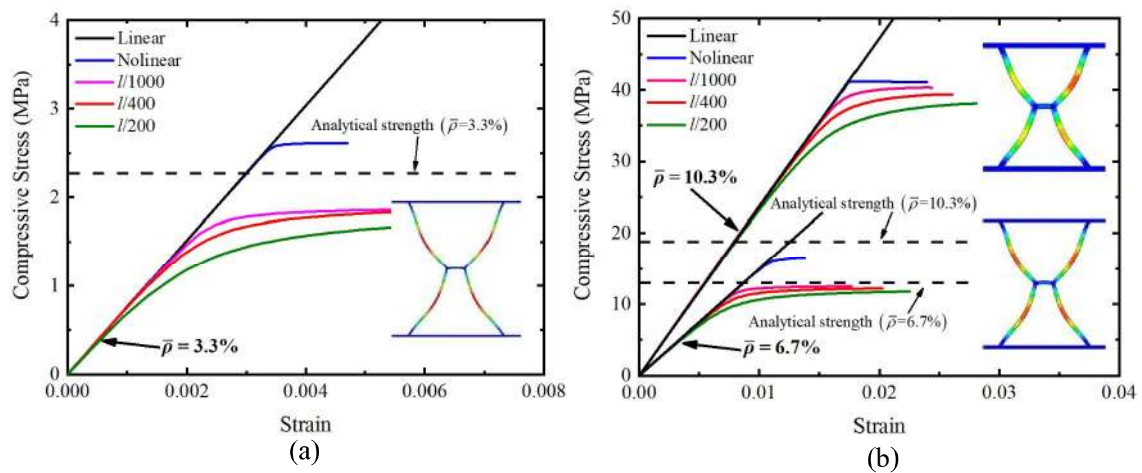 4
3
2
1
0
Compressive Stress (MPa)
Linear
Nolinear
l/1000
l/400
l/200
Analytical strength (ρ̄=3.3%)
ρ̄ = 3.3%
0.000 0.002 0.004 0.006 0.008
Strain
(a)
50
40
30
20
10
0
Compressive Stress (MPa)
Linear
Nolinear
l/1000
l/400
l/200
ρ̄ = 10.3%
Analytical strength (ρ̄=10.3%)
Analytical strength (ρ̄=6.7%)
ρ̄ = 6.7%
0.00 0.01 0.02 0.03 0.04
Strain
(b)